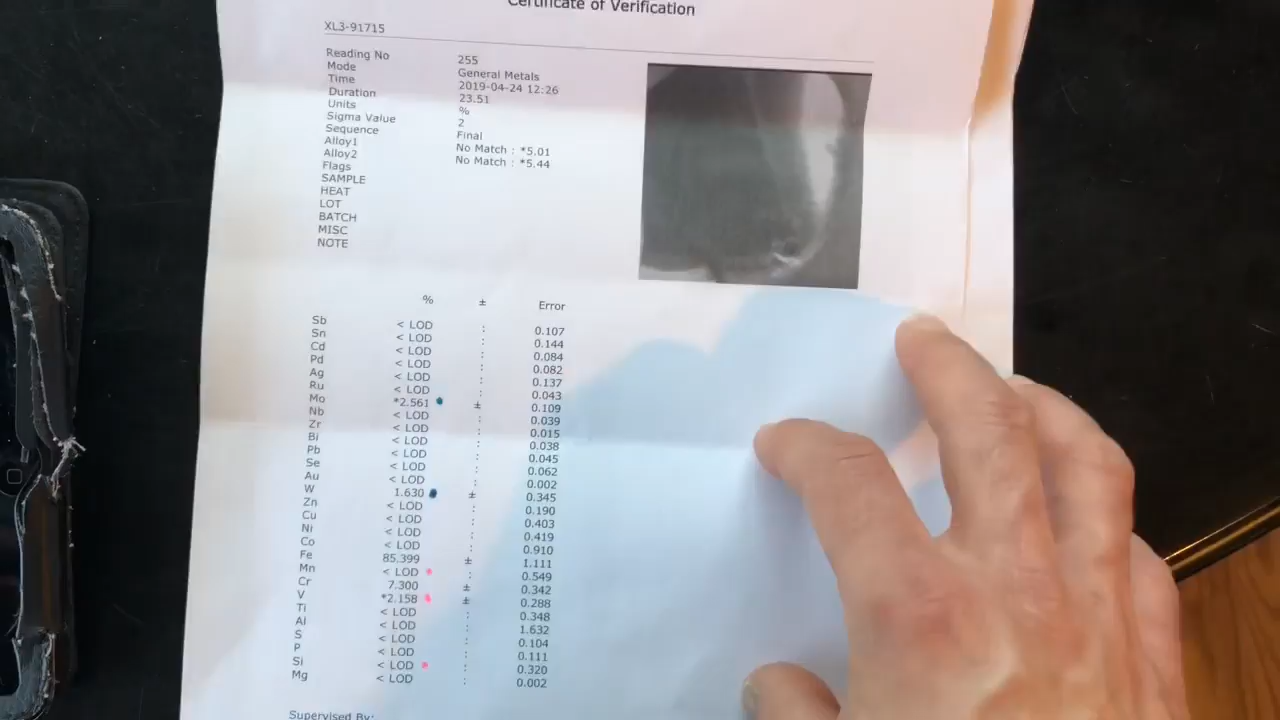 Certificate of Verification
XL3-91715
Reading No 255
Mode General Metals
Time 2019-04-24 12:26
Duration 23.51
Units %
Sigma Value 2
Sequence Final
Alloy1 No Match : *5.01
Alloy2 No Match : *5.44
Flags
SAMPLE
HEAT
LOT
BATCH
MISC
NOTE
% ± Error
Sb < LOD : 0.107
Sn < LOD : 0.144
Cd < LOD : 0.084
Pd < LOD : 0.082
Ag < LOD : 0.137
Ru < LOD : 0.043
Mo *2.561 ± 0.109
Nb < LOD : 0.039
Zr < LOD : 0.015
Bi < LOD : 0.038
Pb < LOD : 0.045
Se < LOD : 0.062
Au < LOD : 0.002
W 1.630 ± 0.345
Zn < LOD : 0.190
Cu < LOD : 0.403
Ni < LOD : 0.419
Co < LOD : 0.910
Fe 85.399 ± 1.111
Mn < LOD : 0.549
Cr 7.300 ± 0.342
V *2.158 ± 0.288
Ti < LOD : 0.348
Al < LOD : 1.632
S < LOD : 0.104
P < LOD : 0.111
Si < LOD : 0.320
Mg < LOD : 0.002
Supervised By: